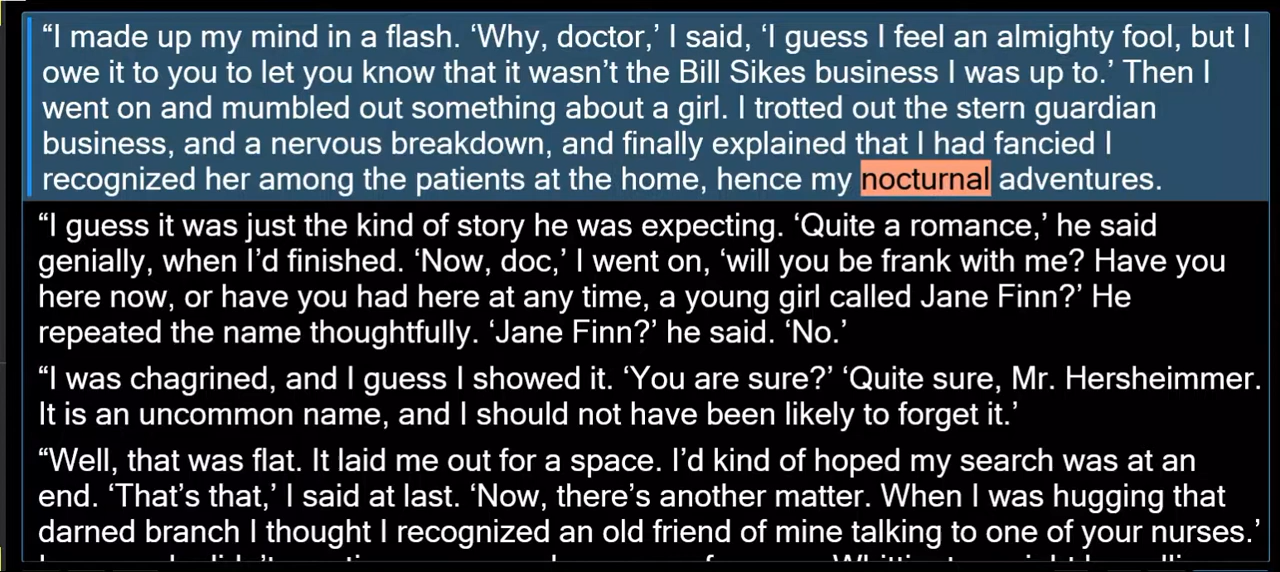 “I made up my mind in a flash. ‘Why, doctor,’ I said, ‘I guess I feel an almighty fool, but I
owe it to you to let you know that it wasn’t the Bill Sikes business I was up to.’ Then I
went on and mumbled out something about a girl. I trotted out the stern guardian
business, and a nervous breakdown, and finally explained that I had fancied I
recognized her among the patients at the home, hence my nocturnal adventures.
“I guess it was just the kind of story he was expecting. ‘Quite a romance,’ he said
genially, when I’d finished. ‘Now, doc,’ I went on, ‘will you be frank with me? Have you
here now, or have you had here at any time, a young girl called Jane Finn?’ He
repeated the name thoughtfully. ‘Jane Finn?’ he said. ‘No.’
“I was chagrined, and I guess I showed it. ‘You are sure?’ ‘Quite sure, Mr. Hersheimmer.
It is an uncommon name, and I should not have been likely to forget it.’
“Well, that was flat. It laid me out for a space. I’d kind of hoped my search was at an
end. ‘That’s that,’ I said at last. ‘Now, there’s another matter. When I was hugging that
darned branch I thought I recognized an old friend of mine talking to one of your nurses.’